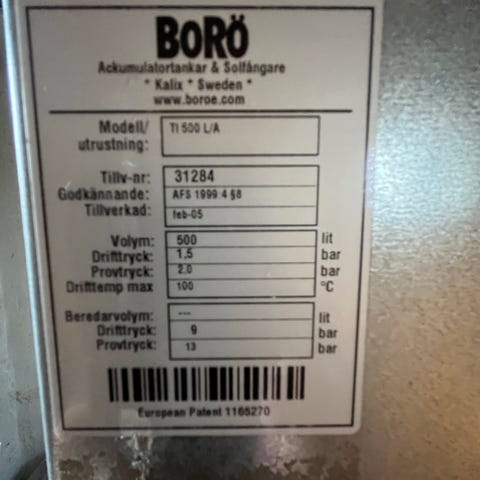 BORÖ
Ackumulatortankar & Solfångare
* Kalix * Sweden *
www.boroe.com
Modell/ TI 500 L/A
utrustning:
Tillv-nr: 31284
Godkännande: AFS 1999:4 §8
Tillverkad: feb-05
Volym: 500 lit
Drifttryck: 1,5 bar
Provtryck: 2,0 bar
Drifttemp max 100 °C
Beredarvolym: --- lit
Drifttryck: 9 bar
Provtryck: 13 bar
European Patent 1165270